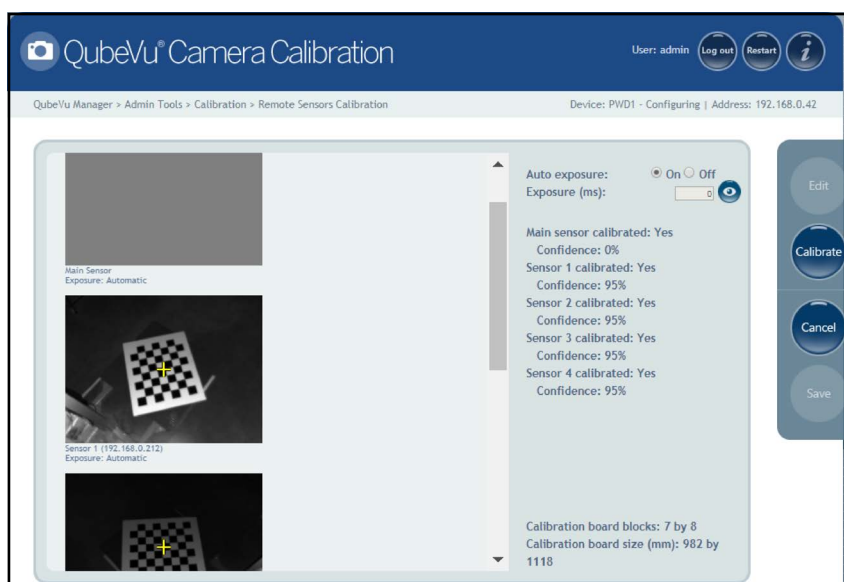 QubeVu® Camera Calibration
User: admin
Log out
Restart
i
QubeVu Manager > Admin Tools > Calibration > Remote Sensors Calibration
Device: PWD1 - Configuring | Address: 192.168.0.42
Main Sensor
Exposure: Automatic
Sensor 1 (192.168.0.212)
Exposure: Automatic
Auto exposure: On Off
Exposure (ms): 0
Main sensor calibrated: Yes
Confidence: 0%
Sensor 1 calibrated: Yes
Confidence: 95%
Sensor 2 calibrated: Yes
Confidence: 95%
Sensor 3 calibrated: Yes
Confidence: 95%
Sensor 4 calibrated: Yes
Confidence: 95%
Calibration board blocks: 7 by 8
Calibration board size (mm): 982 by
1118
Edit
Calibrate
Cancel
Save